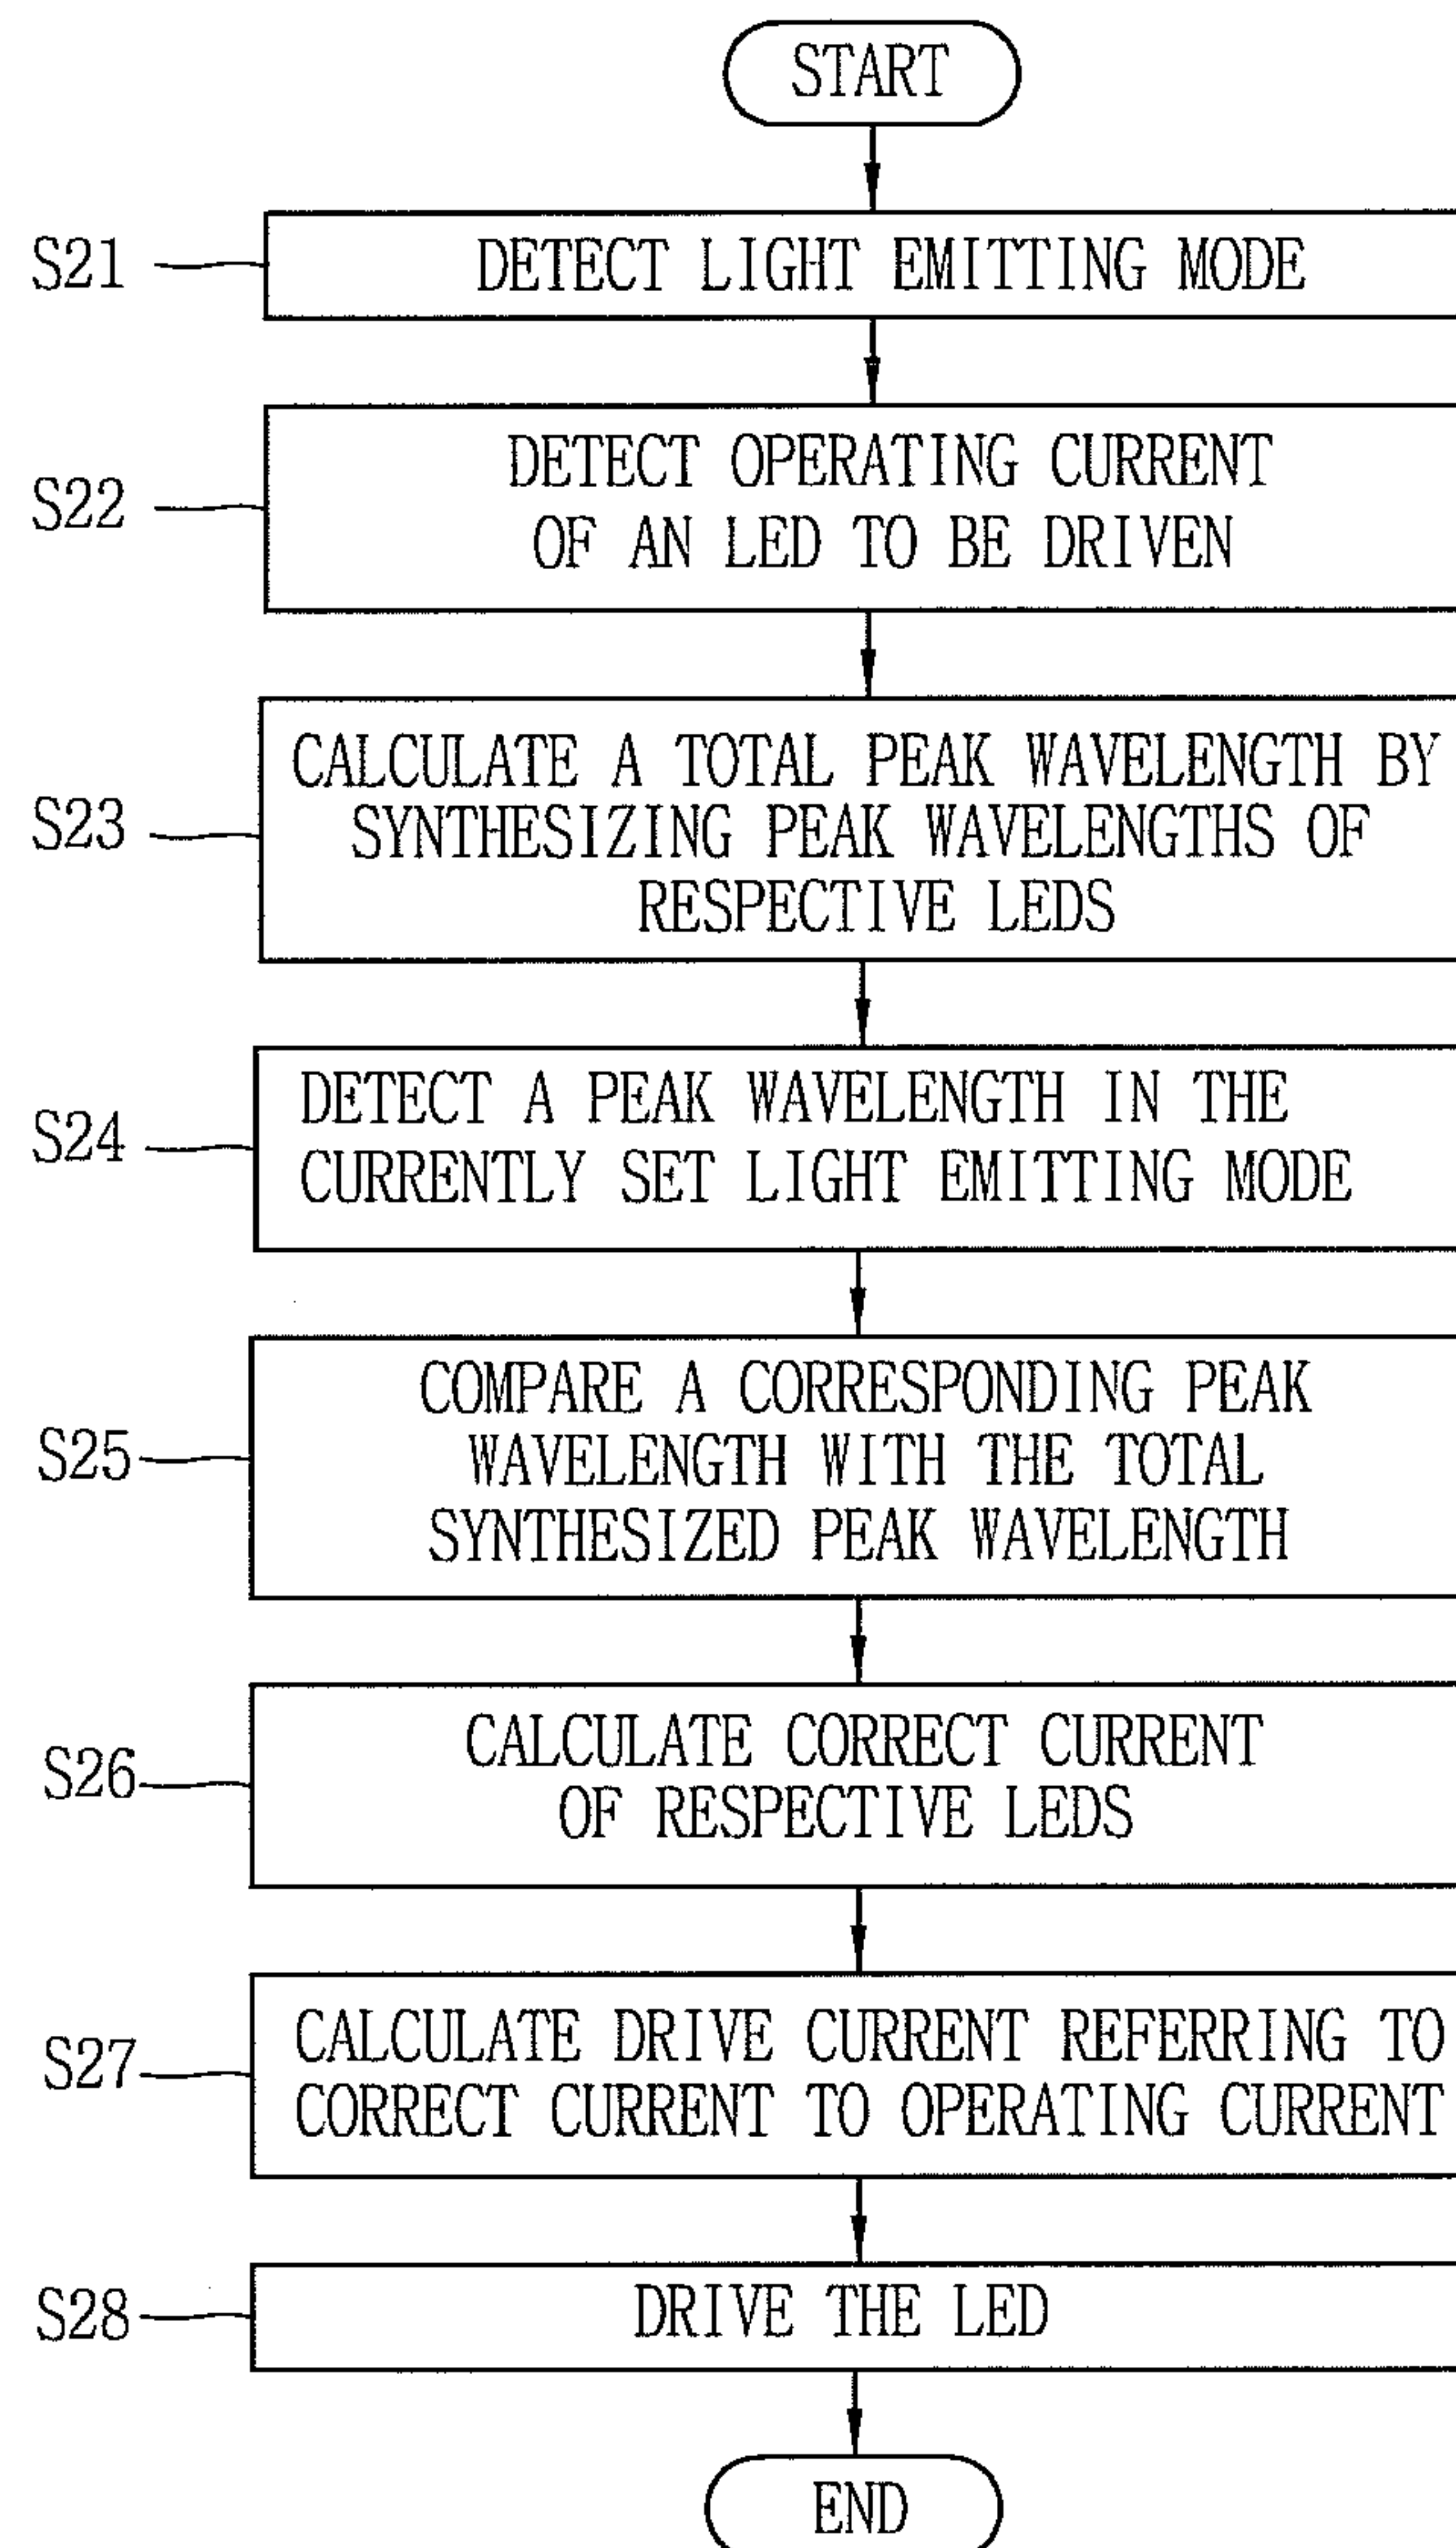 START
S21
DETECT LIGHT EMITTING MODE
S22
DETECT OPERATING CURRENT
OF AN LED TO BE DRIVEN
S23
CALCULATE A TOTAL PEAK WAVELENGTH BY
SYNTHESIZING PEAK WAVELENGTHS OF
RESPECTIVE LEDS
S24
DETECT A PEAK WAVELENGTH IN THE
CURRENTLY SET LIGHT EMITTING MODE
S25
COMPARE A CORRESPONDING PEAK
WAVELENGTH WITH THE TOTAL
SYNTHESIZED PEAK WAVELENGTH
S26
CALCULATE CORRECT CURRENT
OF RESPECTIVE LEDS
S27
CALCULATE DRIVE CURRENT REFERRING TO
CORRECT CURRENT TO OPERATING CURRENT
S28
DRIVE THE LED
END